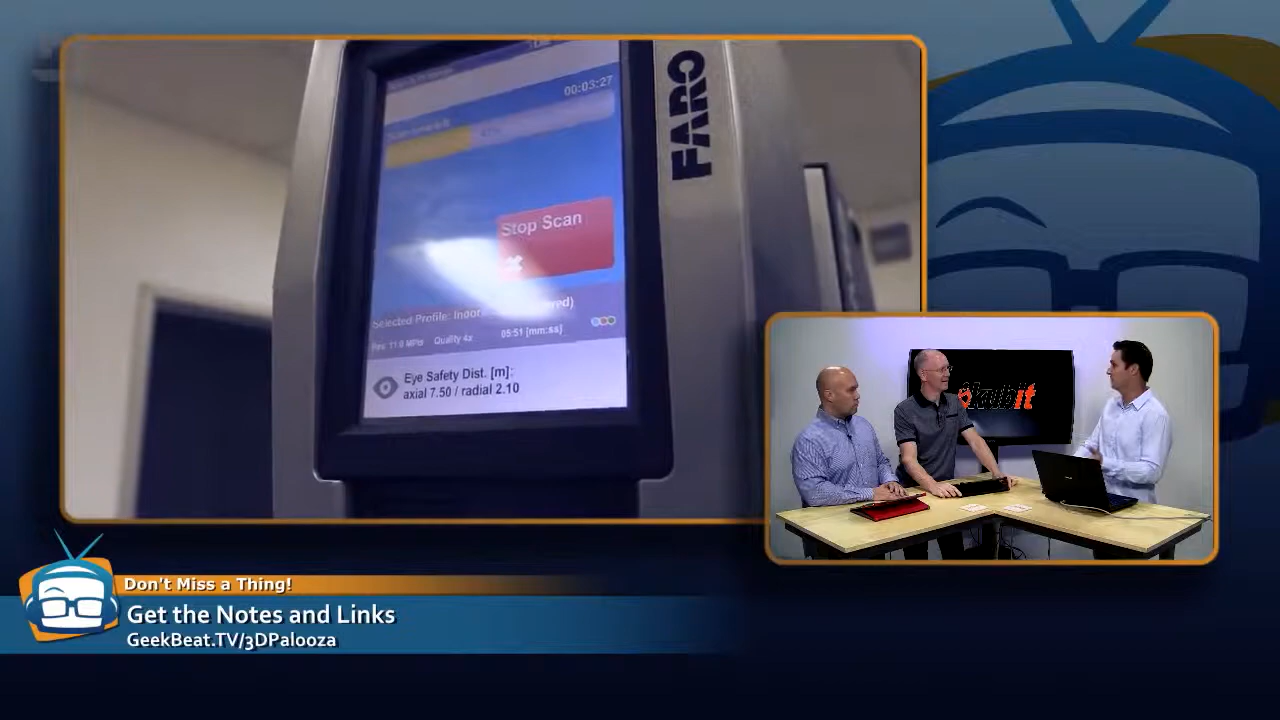 00:03:27
FARO
Stop Scan
Selected Profile: Indoor
Quality 4x
05:51 [mm:ss]
Eye Safety Dist. [m]:
axial 7.50 / radial 2.10
it
Don't Miss a Thing!
Get the Notes and Links
GeekBeat.TV/3DPalooza